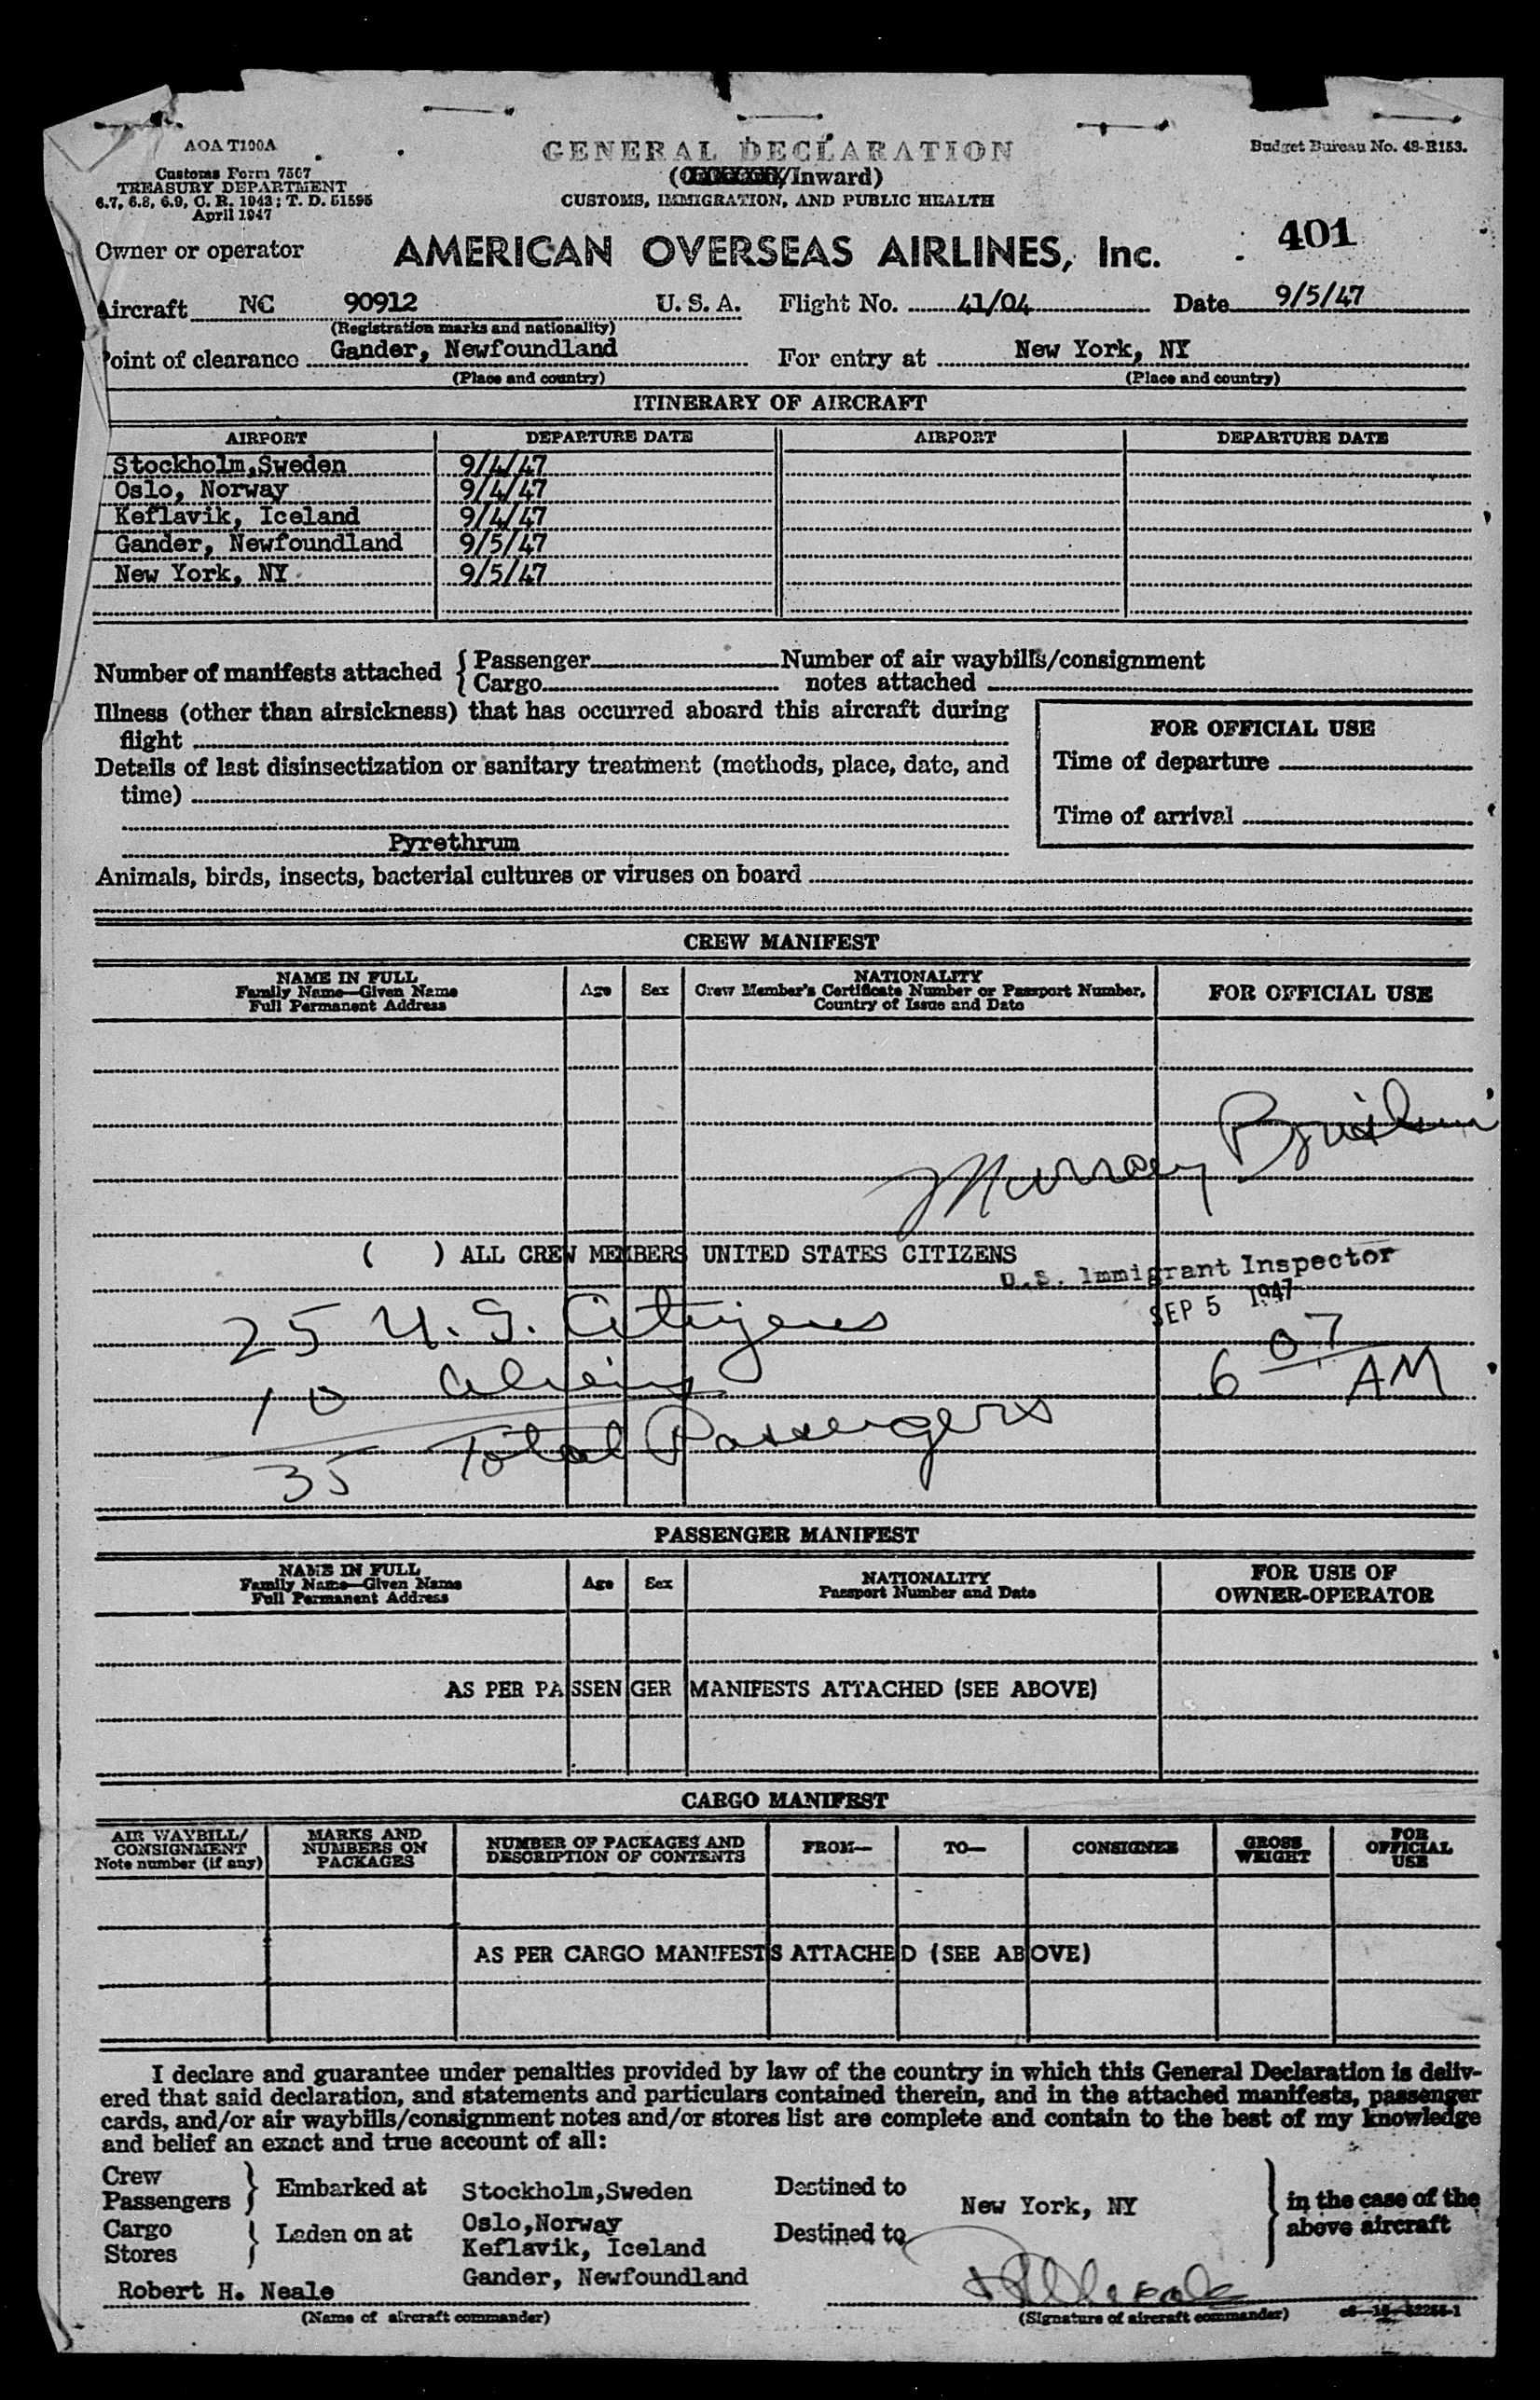 AOA T100A
Customs Form 7507
TREASURY DEPARTMENT
6.7, 6.8, 6.9, C. R. 1943; T. D. 51595
April 1947
GENERAL DECLARATION
/Inward)
CUSTOMS, IMMIGRATION, AND PUBLIC HEALTH
Budget Bureau No. 48-R153.
401
Owner or operator AMERICAN OVERSEAS AIRLINES, Inc.
Aircraft NC 90912 U. S. A. Flight No. 41/04 Date 9/5/47
(Registration marks and nationality)
Point of clearance Gander, Newfoundland For entry at New York, NY
(Place and country) (Place and country)
ITINERARY OF AIRCRAFT
AIRPORT DEPARTURE DATE AIRPORT DEPARTURE DATE
Stockholm,Sweden 9/4/47
Oslo, Norway 9/4/47
Keflavik, Iceland 9/4/47
Gander, Newfoundland 9/5/47
New York, NY 9/5/47
Number of manifests attached { Passenger Number of air waybills/consignment
Cargo notes attached
Illness (other than airsickness) that has occurred aboard this aircraft during
flight
Details of last disinsectization or sanitary treatment (methods, place, date, and
time)
Pyrethrum
FOR OFFICIAL USE
Time of departure
Time of arrival
Animals, birds, insects, bacterial cultures or viruses on board
CREW MANIFEST
NAME IN FULL
Family Name—Given Name
Full Permanent Address
Age
Sex
NATIONALITY
Crew Member's Certificate Number or Passport Number,
Country of Issue and Date
FOR OFFICIAL USE
Murray
( ) ALL CREW MEMBERS UNITED STATES CITIZENS
U.S. Immigrant Inspector
SEP 5 1947
25 U.S. Citizens
6 07 AM
10 Aliens
35 Total Passengers
PASSENGER MANIFEST
NAME IN FULL
Family Name—Given Name
Full Permanent Address
Age
Sex
NATIONALITY
Passport Number and Date
FOR USE OF
OWNER-OPERATOR
AS PER PASSENGER MANIFESTS ATTACHED (SEE ABOVE)
CARGO MANIFEST
AIR WAYBILL/
CONSIGNMENT
Note number (if any)
MARKS AND
NUMBERS ON
PACKAGES
NUMBER OF PACKAGES AND
DESCRIPTION OF CONTENTS
FROM—
TO—
CONSIGNEE
GROSS
WEIGHT
FOR
OFFICIAL
USE
AS PER CARGO MANIFESTS ATTACHED (SEE ABOVE)
I declare and guarantee under penalties provided by law of the country in which this General Declaration is deliv-
ered that said declaration, and statements and particulars contained therein, and in the attached manifests, passenger
cards, and/or air waybills/consignment notes and/or stores list are complete and contain to the best of my knowledge
and belief an exact and true account of all:
Crew
Passengers } Embarked at
Cargo
Stores } Laden on at
Stockholm,Sweden
Oslo,Norway
Keflavik, Iceland
Gander, Newfoundland
Destined to
New York, NY
Destined to
in the case of the
above aircraft
Robert H. Neale
(Name of aircraft commander)
(Signature of aircraft commander)